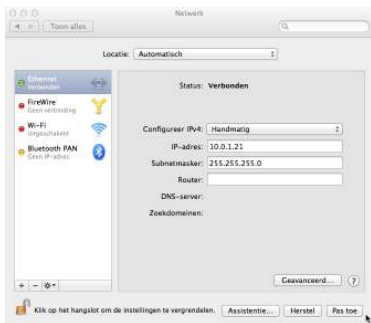 Netwerk
Toon alles
Locatie: Automatisch
Ethernet
Verbonden
FireWire
Geen verbinding
Wi-Fi
Uitgeschakeld
Bluetooth PAN
Geen IP-adres
Status: Verbonden
Configureer IPv4: Handmatig
IP-adres: 10.0.1.21
Subnetmasker: 255.255.255.0
Router:
DNS-server:
Zoekdomeinen:
+ -
Geavanceerd... ?
Klik op het hangslot om de instellingen te vergrendelen.
Assistentie... Herstel Pas toe